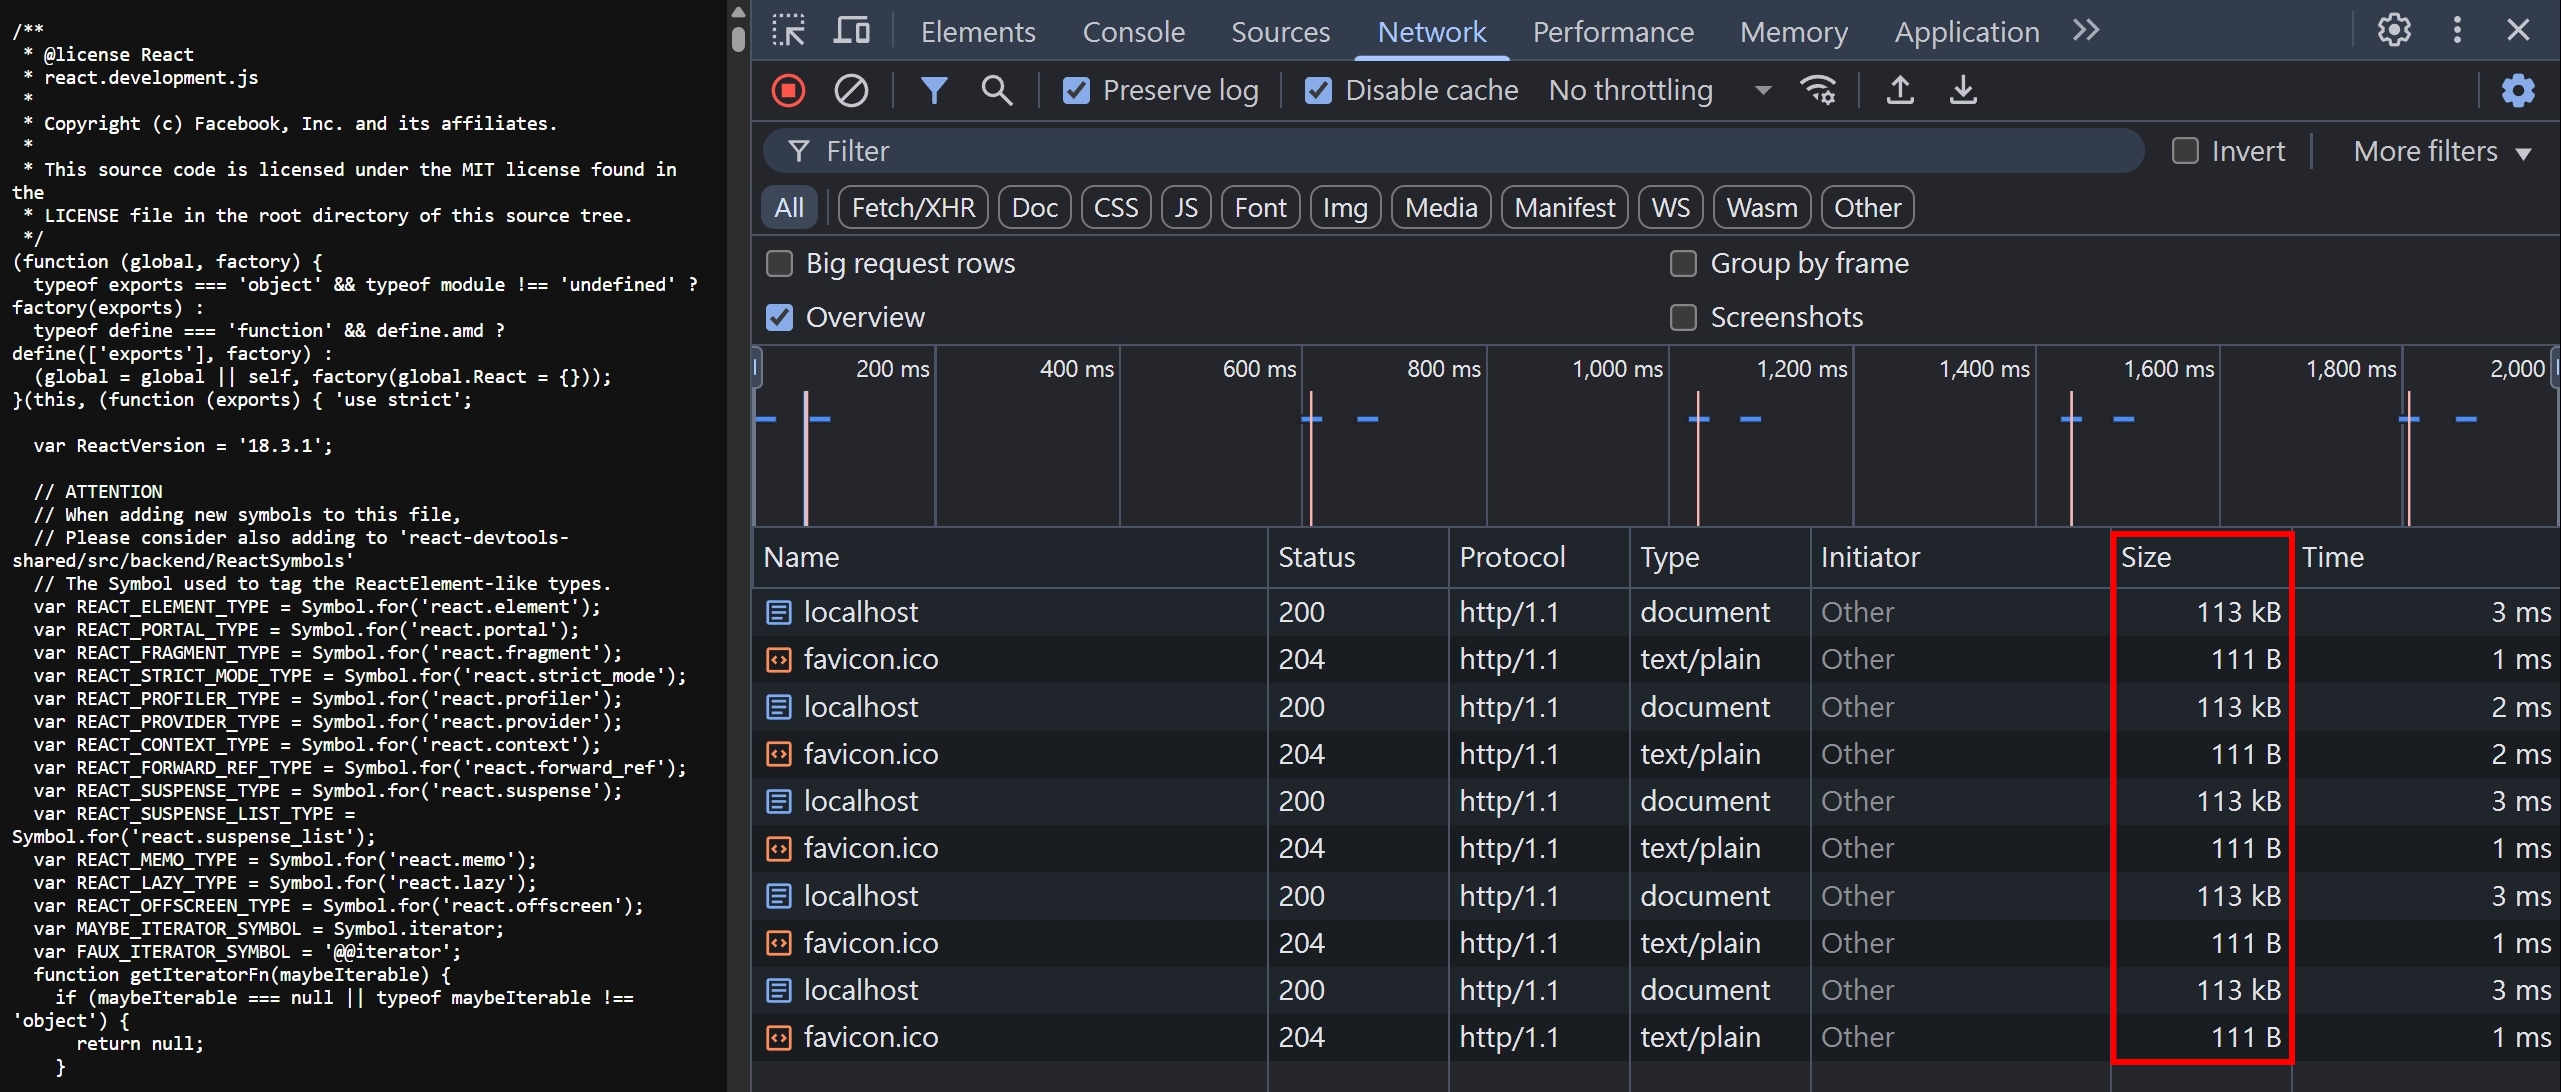 /**
 * @license React
 * react.development.js
 *
 * Copyright (c) Facebook, Inc. and its affiliates.
 *
 * This source code is licensed under the MIT license found in
the
 * LICENSE file in the root directory of this source tree.
 */
(function (global, factory) {
  typeof exports === 'object' && typeof module !== 'undefined' ?
factory(exports) :
  typeof define === 'function' && define.amd ?
define(['exports'], factory) :
  (global = global || self, factory(global.React = {}));
}(this, (function (exports) { 'use strict';
  var ReactVersion = '18.3.1';
  // ATTENTION
  // When adding new symbols to this file,
  // Please consider also adding to 'react-devtools-
shared/src/backend/ReactSymbols'
  // The Symbol used to tag the ReactElement-like types.
  var REACT_ELEMENT_TYPE = Symbol.for('react.element');
  var REACT_PORTAL_TYPE = Symbol.for('react.portal');
  var REACT_FRAGMENT_TYPE = Symbol.for('react.fragment');
  var REACT_STRICT_MODE_TYPE = Symbol.for('react.strict_mode');
  var REACT_PROFILER_TYPE = Symbol.for('react.profiler');
  var REACT_PROVIDER_TYPE = Symbol.for('react.provider');
  var REACT_CONTEXT_TYPE = Symbol.for('react.context');
  var REACT_FORWARD_REF_TYPE = Symbol.for('react.forward_ref');
  var REACT_SUSPENSE_TYPE = Symbol.for('react.suspense');
  var REACT_SUSPENSE_LIST_TYPE =
Symbol.for('react.suspense_list');
  var REACT_MEMO_TYPE = Symbol.for('react.memo');
  var REACT_LAZY_TYPE = Symbol.for('react.lazy');
  var REACT_OFFSCREEN_TYPE = Symbol.for('react.offscreen');
  var MAYBE_ITERATOR_SYMBOL = Symbol.iterator;
  var FAUX_ITERATOR_SYMBOL = '@@iterator';
  function getIteratorFn(maybeIterable) {
    if (maybeIterable === null || typeof maybeIterable !==
'object') {
      return null;
    }
Elements Console Sources Network Performance Memory Application
Preserve log Disable cache No throttling
Filter Invert More filters
All Fetch/XHR Doc CSS JS Font Img Media Manifest WS Wasm Other
Big request rows Group by frame
Overview Screenshots
200 ms 400 ms 600 ms 800 ms 1,000 ms 1,200 ms 1,400 ms 1,600 ms 1,800 ms 2,000
Name Status Protocol Type Initiator Size Time
localhost 200 http/1.1 document Other 113 kB 3 ms
favicon.ico 204 http/1.1 text/plain Other 111 B 1 ms
localhost 200 http/1.1 document Other 113 kB 2 ms
favicon.ico 204 http/1.1 text/plain Other 111 B 2 ms
localhost 200 http/1.1 document Other 113 kB 3 ms
favicon.ico 204 http/1.1 text/plain Other 111 B 1 ms
localhost 200 http/1.1 document Other 113 kB 3 ms
favicon.ico 204 http/1.1 text/plain Other 111 B 1 ms
localhost 200 http/1.1 document Other 113 kB 3 ms
favicon.ico 204 http/1.1 text/plain Other 111 B 1 ms